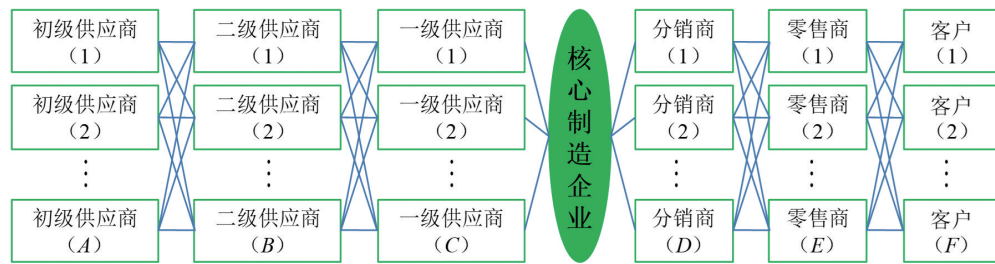 初级供应商
（1）
二级供应商
（1）
一级供应商
（1）
初级供应商
（2）
二级供应商
（2）
一级供应商
（2）
⋮
⋮
⋮
初级供应商
（A）
二级供应商
（B）
一级供应商
（C）
核心制造企业
分销商
（1）
零售商
（1）
客户
（1）
分销商
（2）
零售商
（2）
客户
（2）
⋮
⋮
⋮
分销商
（D）
零售商
（E）
客户
（F）